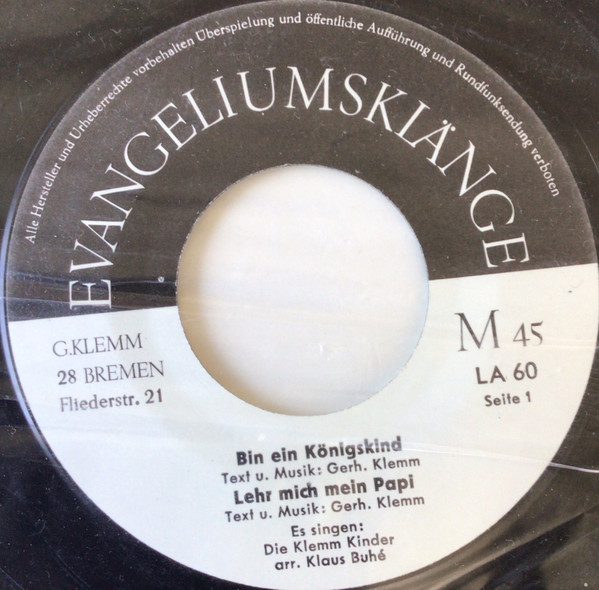 Alle Hersteller und Urheberrechte vorbehalten Überspielung und öffentliche Aufführung und Rundfunksendung verboten
EVANGELIUMSKIÄNGE
G.KLEMM
28 BREMEN
Fliederstr. 21
M 45
LA 60
Seite 1
Bin ein Königskind
Text u. Musik: Gerh. Klemm
Lehr mich mein Papi
Text u. Musik: Gerh. Klemm
Es singen:
Die Klemm Kinder
arr. Klaus Buhé